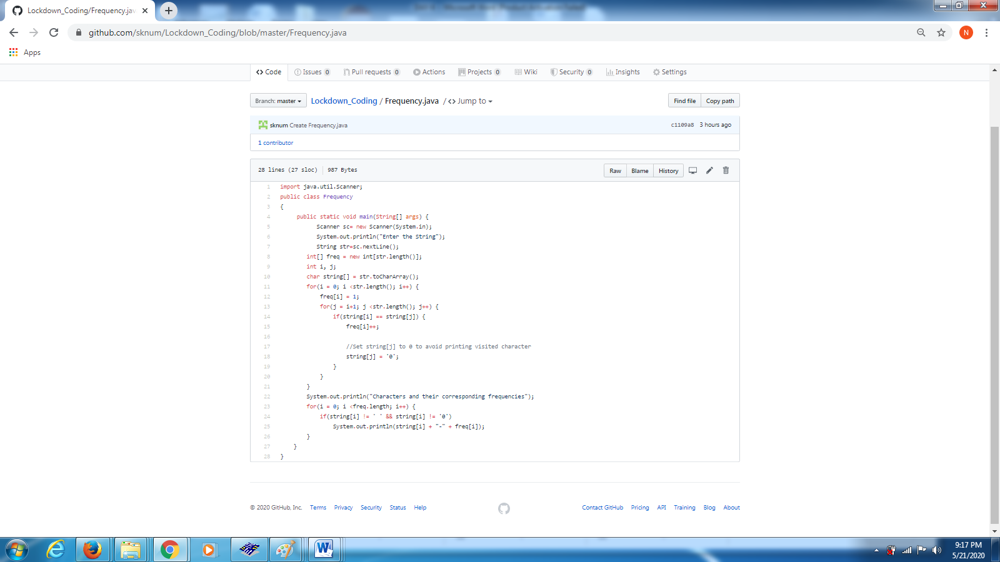 Lockdown_Coding/Frequency.jav
github.com/sknum/Lockdown_Coding/blob/master/Frequency.java
N
Apps
Code Issues 0 Pull requests 0 Actions Projects 0 Wiki Security 0 Insights Settings
Branch: master Lockdown_Coding / Frequency.java / <> Jump to Find file Copy path
sknum Create Frequency.java c1109a8 3 hours ago
1 contributor
28 lines (27 sloc) 987 Bytes Raw Blame History
1 import java.util.Scanner;
2 public class Frequency
3 {
4 public static void main(String[] args) {
5 Scanner sc= new Scanner(System.in);
6 System.out.println("Enter the String");
7 String str=sc.nextLine();
8 int[] freq = new int[str.length()];
9 int i, j;
10 char string[] = str.toCharArray();
11 for(i = 0; i <str.length(); i++) {
12 freq[i] = 1;
13 for(j = i+1; j <str.length(); j++) {
14 if(string[i] == string[j]) {
15 freq[i]++;
16
17 //Set string[j] to 0 to avoid printing visited character
18 string[j] = '0';
19 }
20 }
21 }
22 System.out.println("Characters and their corresponding frequencies");
23 for(i = 0; i <freq.length; i++) {
24 if(string[i] != ' ' && string[i] != '0')
25 System.out.println(string[i] + "-" + freq[i]);
26 }
27 }
28 }
© 2020 GitHub, Inc. Terms Privacy Security Status Help Contact GitHub Pricing API Training Blog About
9:17 PM
5/21/2020